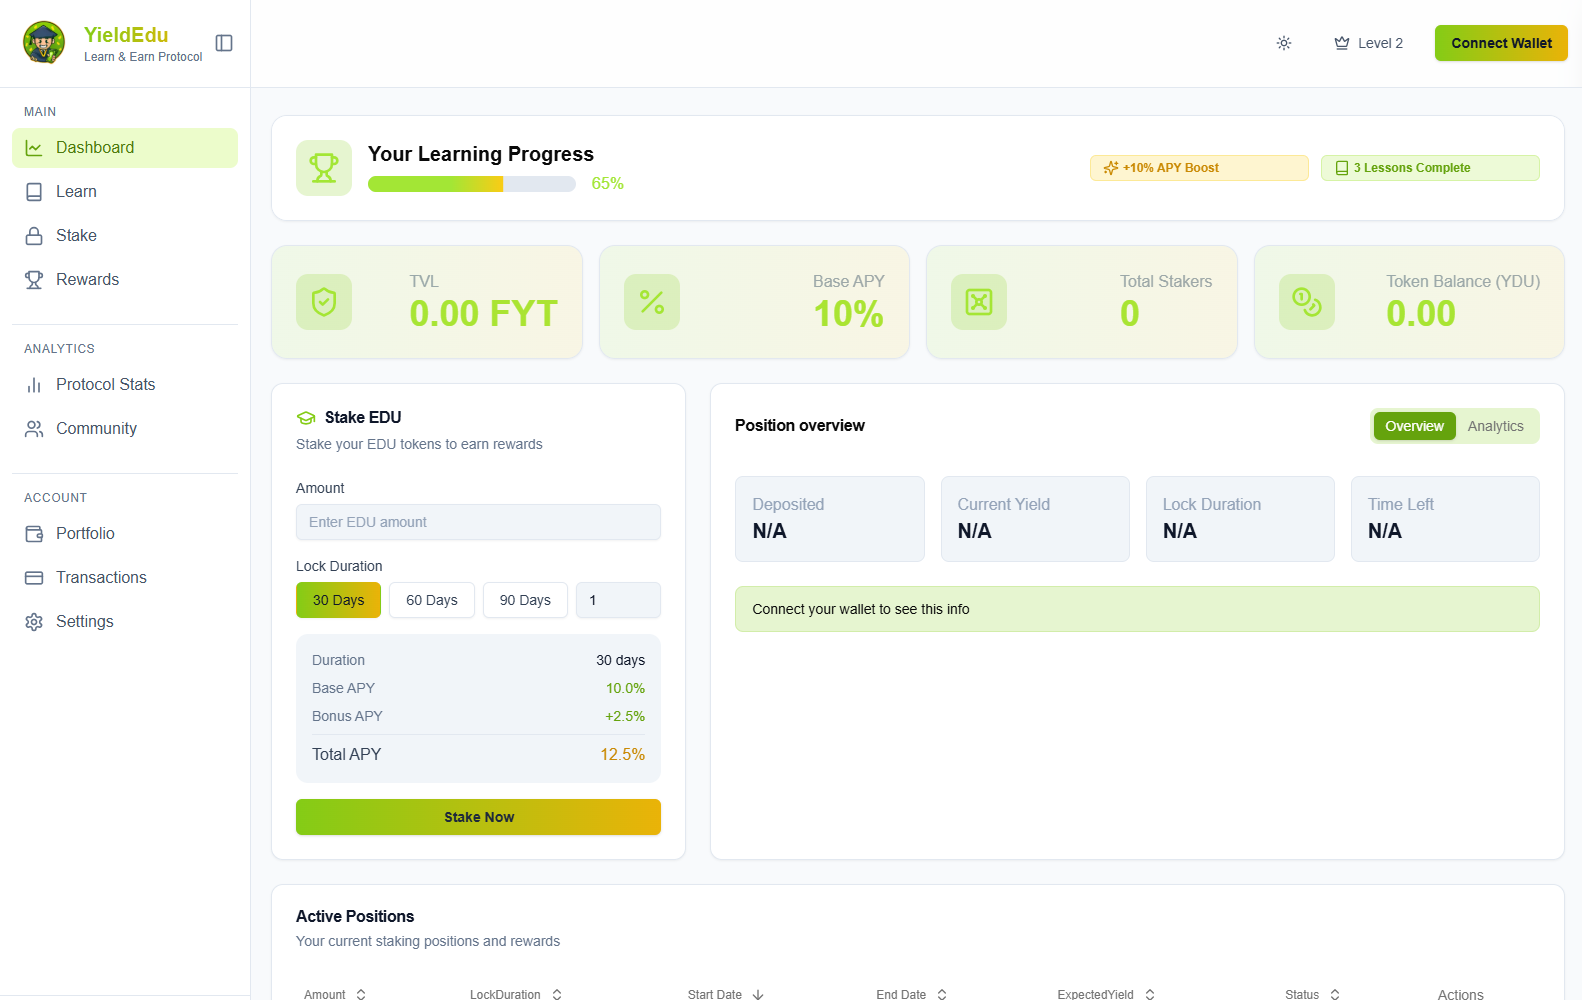 YieldEdu
Learn & Earn Protocol
Level 2
Connect Wallet
MAIN
Dashboard
Learn
Stake
Rewards
ANALYTICS
Protocol Stats
Community
ACCOUNT
Portfolio
Transactions
Settings
Your Learning Progress
65%
+10% APY Boost
3 Lessons Complete
TVL
0.00 FYT
Base APY
10%
Total Stakers
0
Token Balance (YDU)
0.00
Stake EDU
Stake your EDU tokens to earn rewards
Amount
Enter EDU amount
Lock Duration
30 Days 60 Days 90 Days 1
Duration 30 days
Base APY 10.0%
Bonus APY +2.5%
Total APY 12.5%
Stake Now
Position overview
Overview Analytics
Deposited
N/A
Current Yield
N/A
Lock Duration
N/A
Time Left
N/A
Connect your wallet to see this info
Active Positions
Your current staking positions and rewards
Amount LockDuration Start Date End Date ExpectedYield Status Actions